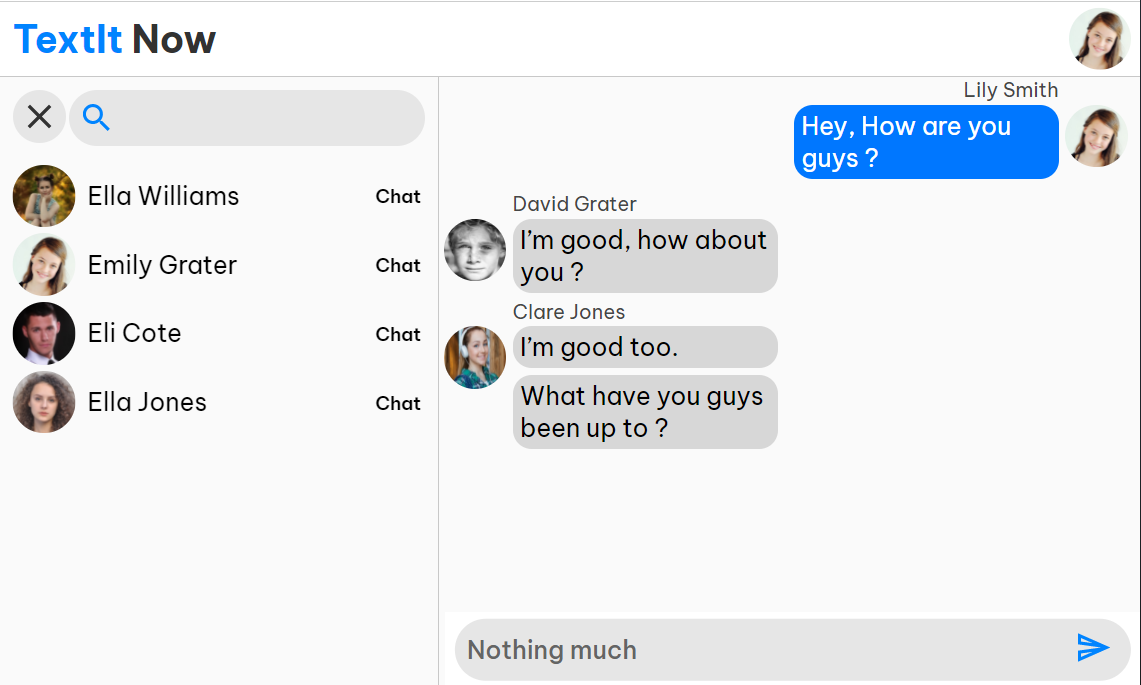 TextIt Now
Ella Williams Chat
Emily Grater Chat
Eli Cote Chat
Ella Jones Chat
Lily Smith
Hey, How are you
guys ?
David Grater
I’m good, how about
you ?
Clare Jones
I’m good too.
What have you guys
been up to ?
Nothing much